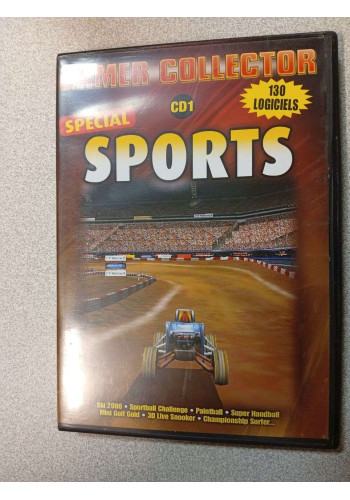 GAMER COLLECTOR
CD1
130
LOGICIELS
SPECIAL
SPORTS
Ski 2000 • Sportball Challenge • Paintball • Super Handball
Mini Golf Gold • 3D Live Snooker • Championship Surfer...